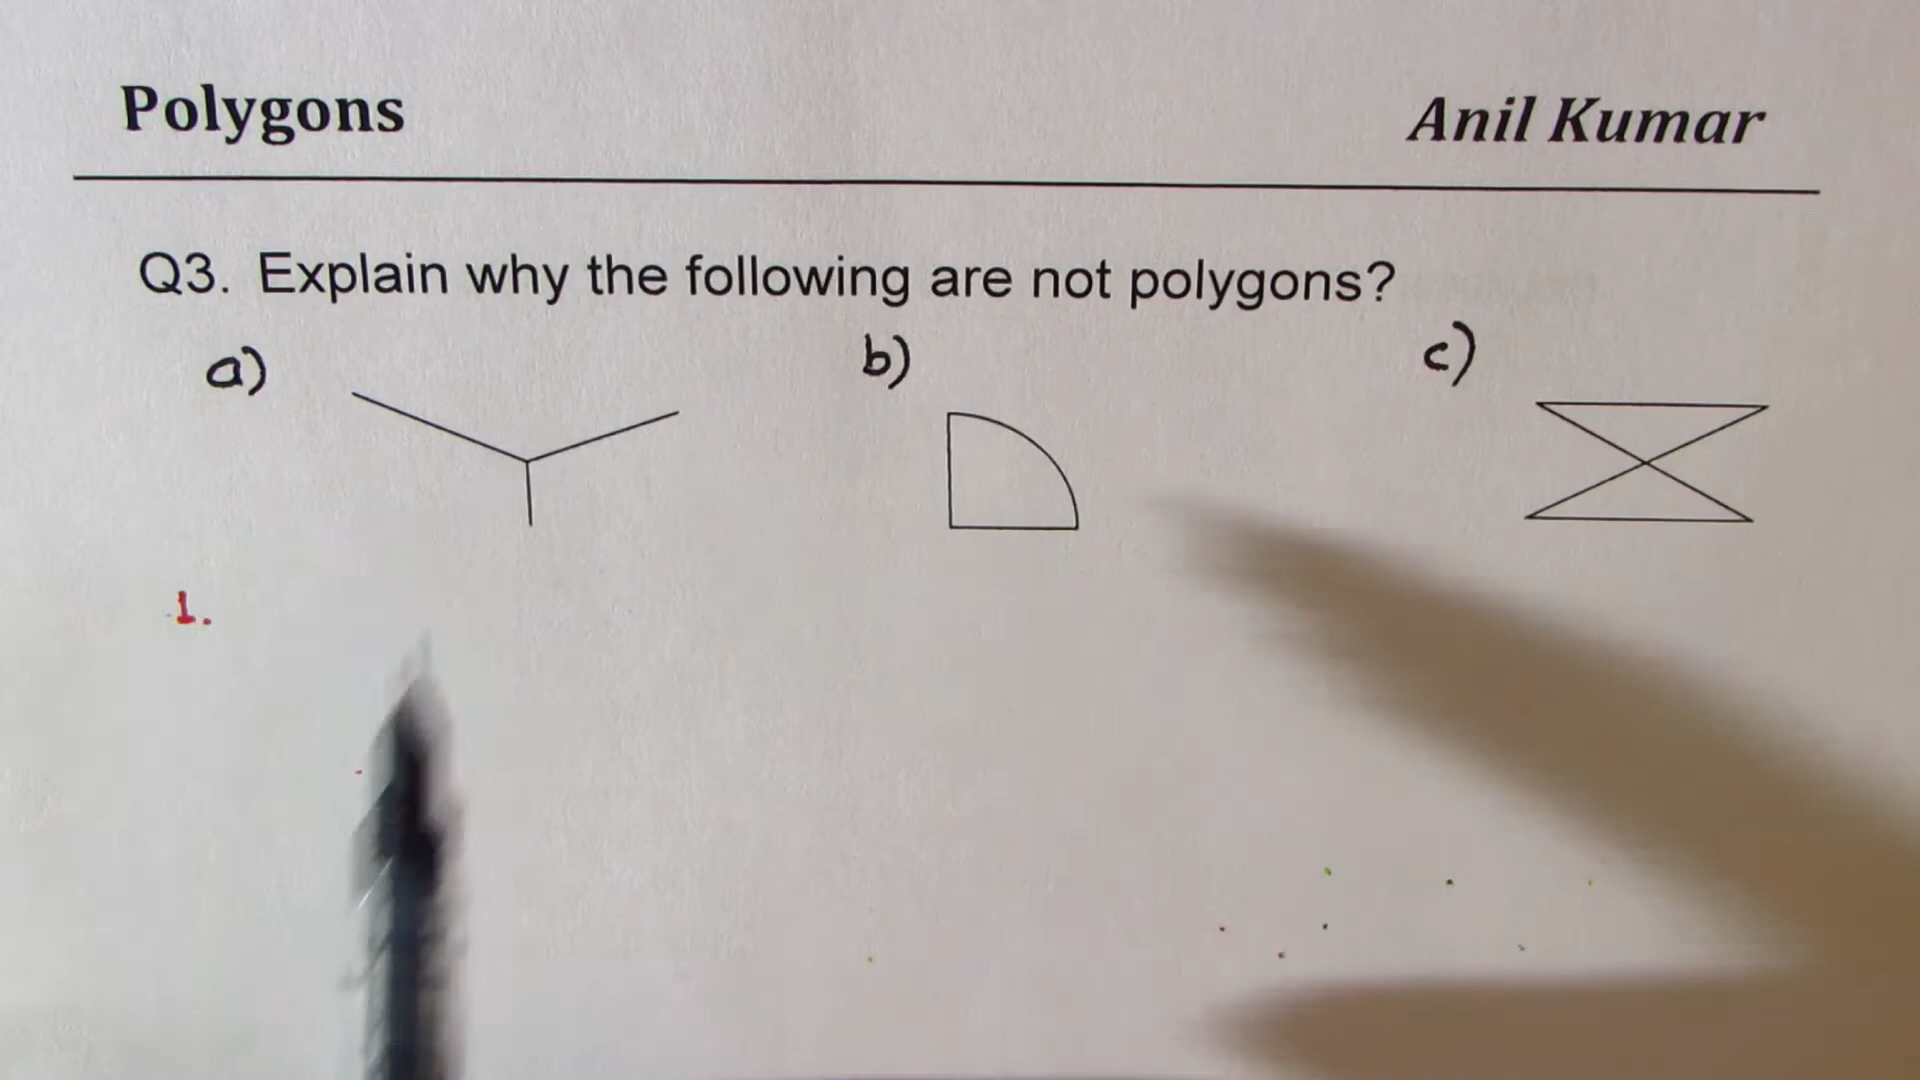 Polygons
Anil Kumar
Q3. Explain why the following are not polygons?
a)
b)
c)
1.